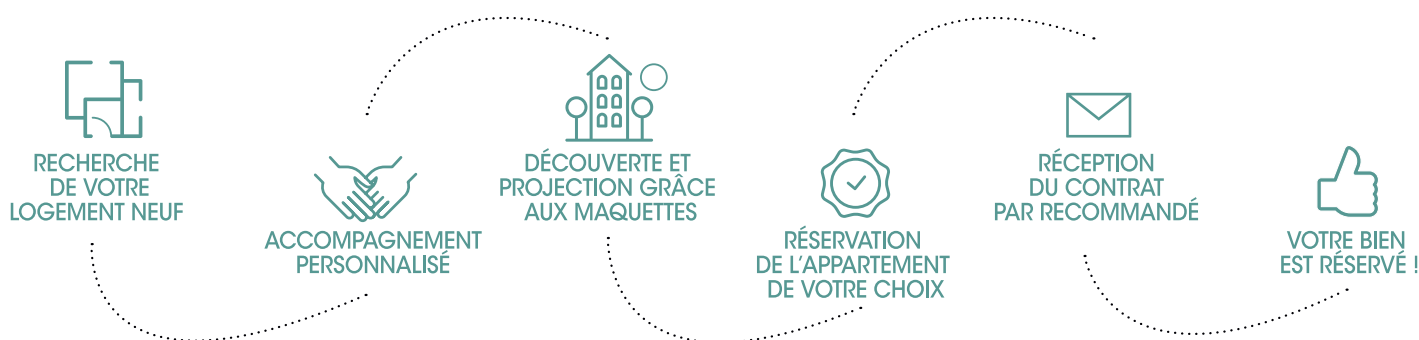 RECHERCHE
DE VOTRE
LOGEMENT NEUF
ACCOMPAGNEMENT
PERSONNALISÉ
DÉCOUVERTE ET
PROJECTION GRÂCE
AUX MAQUETTES
RÉSERVATION
DE L'APPARTEMENT
DE VOTRE CHOIX
RÉCEPTION
DU CONTRAT
PAR RECOMMANDÉ
VOTRE BIEN
EST RÉSERVÉ !